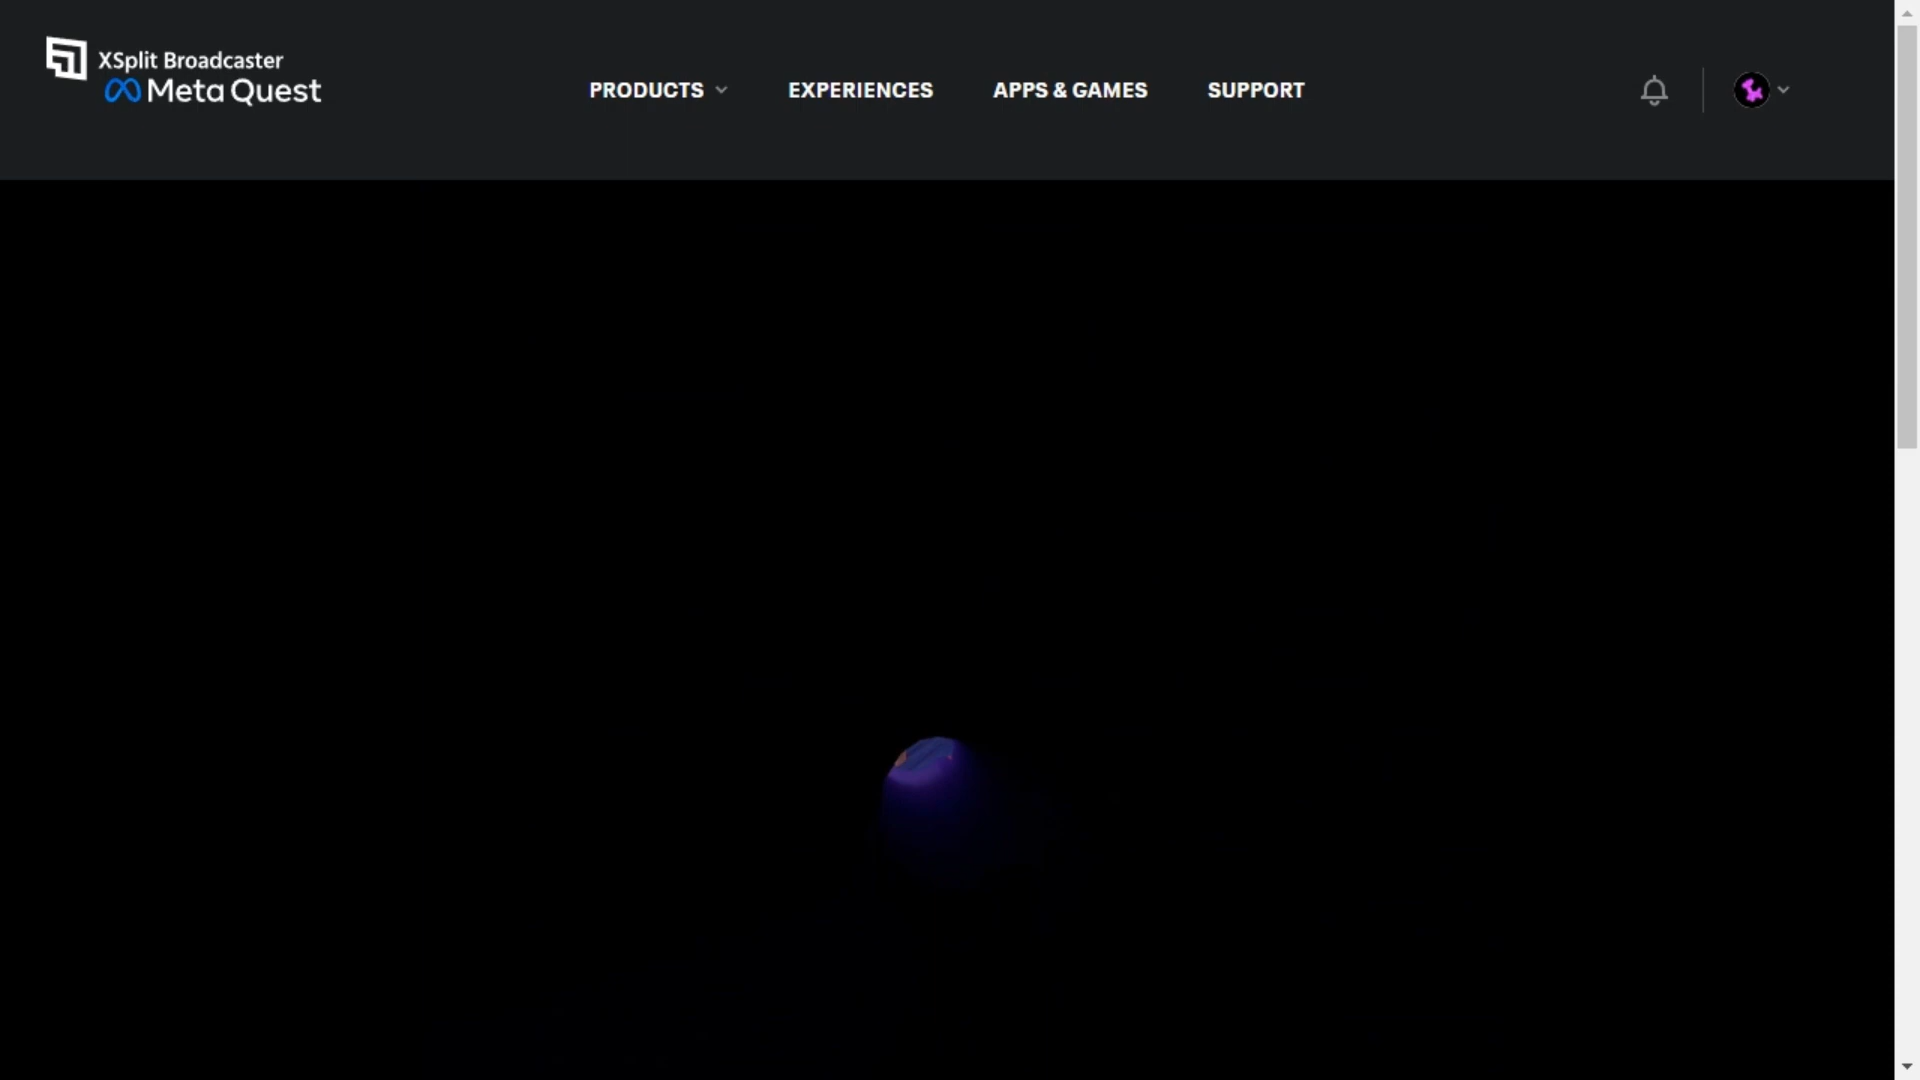 XSplit Broadcaster
Meta Quest
PRODUCTS
EXPERIENCES
APPS & GAMES
SUPPORT